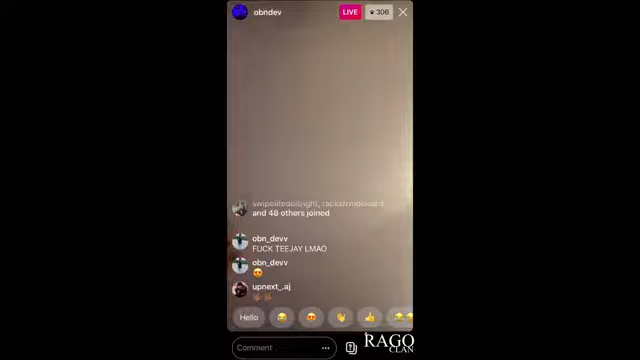 obndev
LIVE
306
and 48 others joined
obn_devv
FUCK TEEJAY LMAO
obn_devv
😍
upnext_.aj
Hello 😂 😍 👏 👍 😂
Comment
RAGO
CLAN